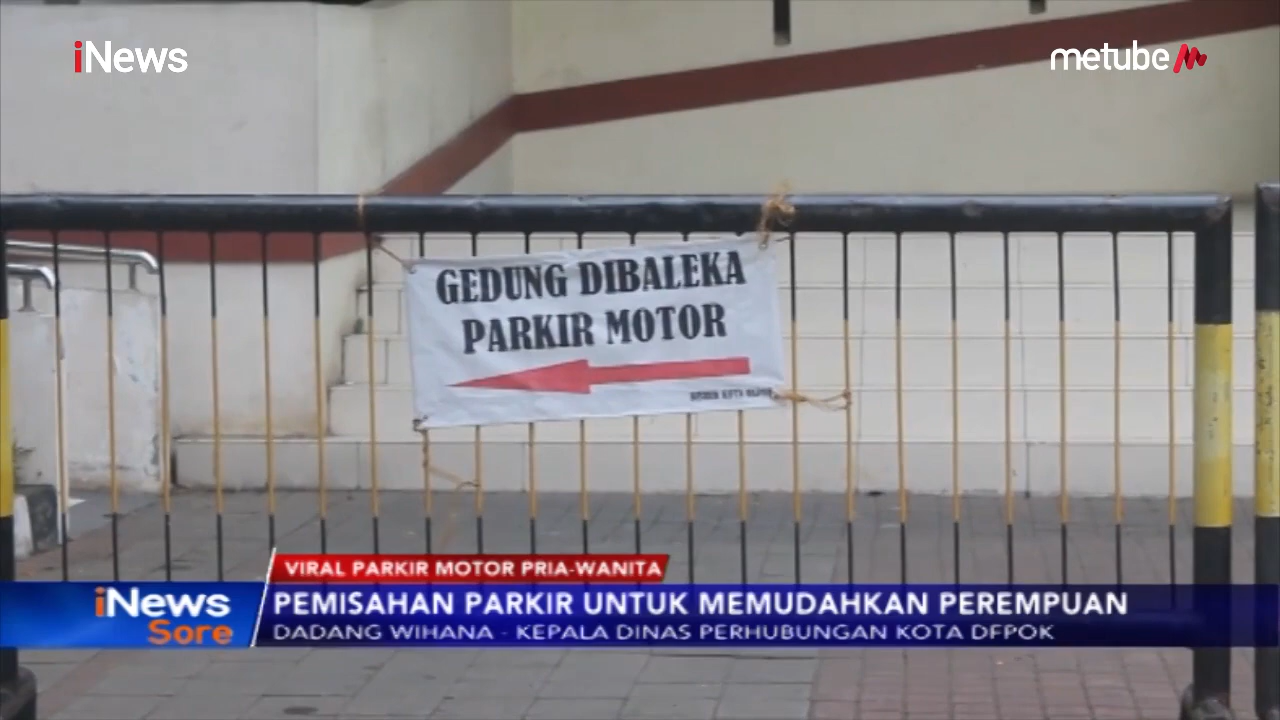 iNews
metube
GEDUNG DIBALEKA
PARKIR MOTOR
VIRAL PARKIR MOTOR PRIA-WANITA
iNews
Sore
PEMISAHAN PARKIR UNTUK MEMUDAHKAN PEREMPUAN
DADANG WIHANA - KEPALA DINAS PERHUBUNGAN KOTA DEPOK